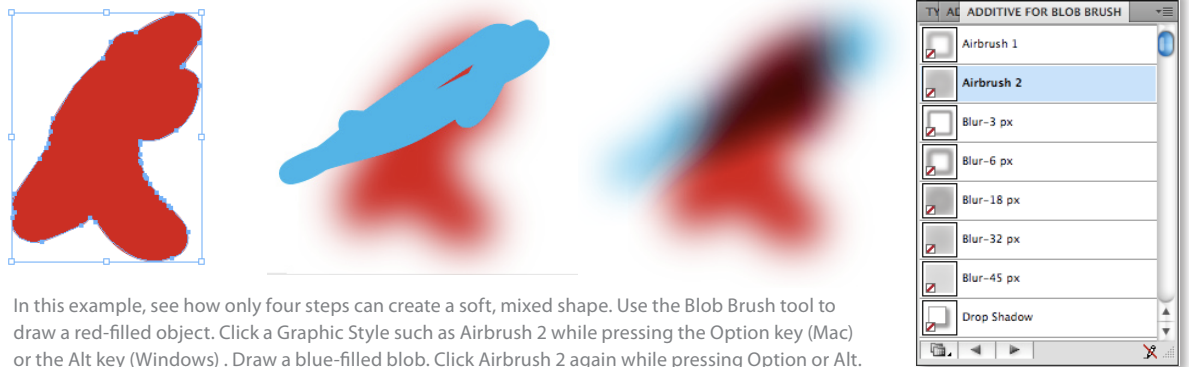 TY AD ADDITIVE FOR BLOB BRUSH
Airbrush 1
Airbrush 2
Blur-3 px
Blur-6 px
Blur-18 px
Blur-32 px
Blur-45 px
Drop Shadow
In this example, see how only four steps can create a soft, mixed shape. Use the Blob Brush tool to
draw a red-filled object. Click a Graphic Style such as Airbrush 2 while pressing the Option key (Mac)
or the Alt key (Windows) . Draw a blue-filled blob. Click Airbrush 2 again while pressing Option or Alt.